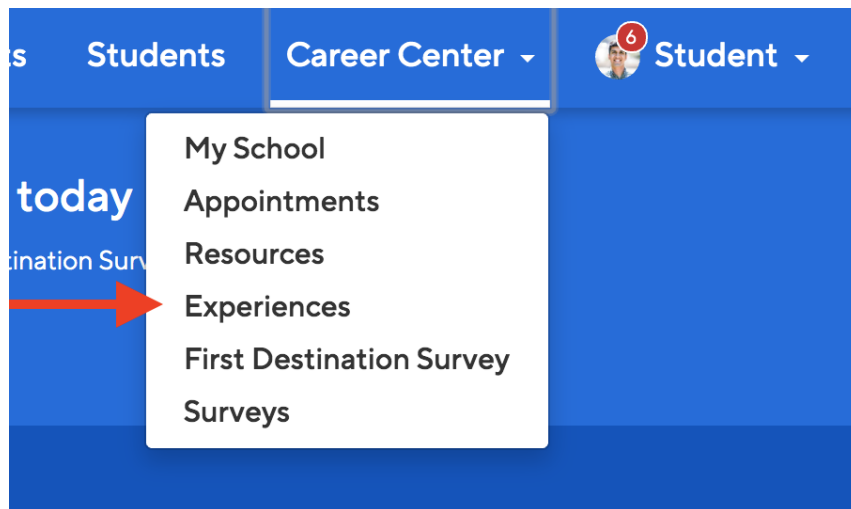 Students
Career Center
6
Student
My School
today
Appointments
Resources
Experiences
First Destination Survey
Surveys